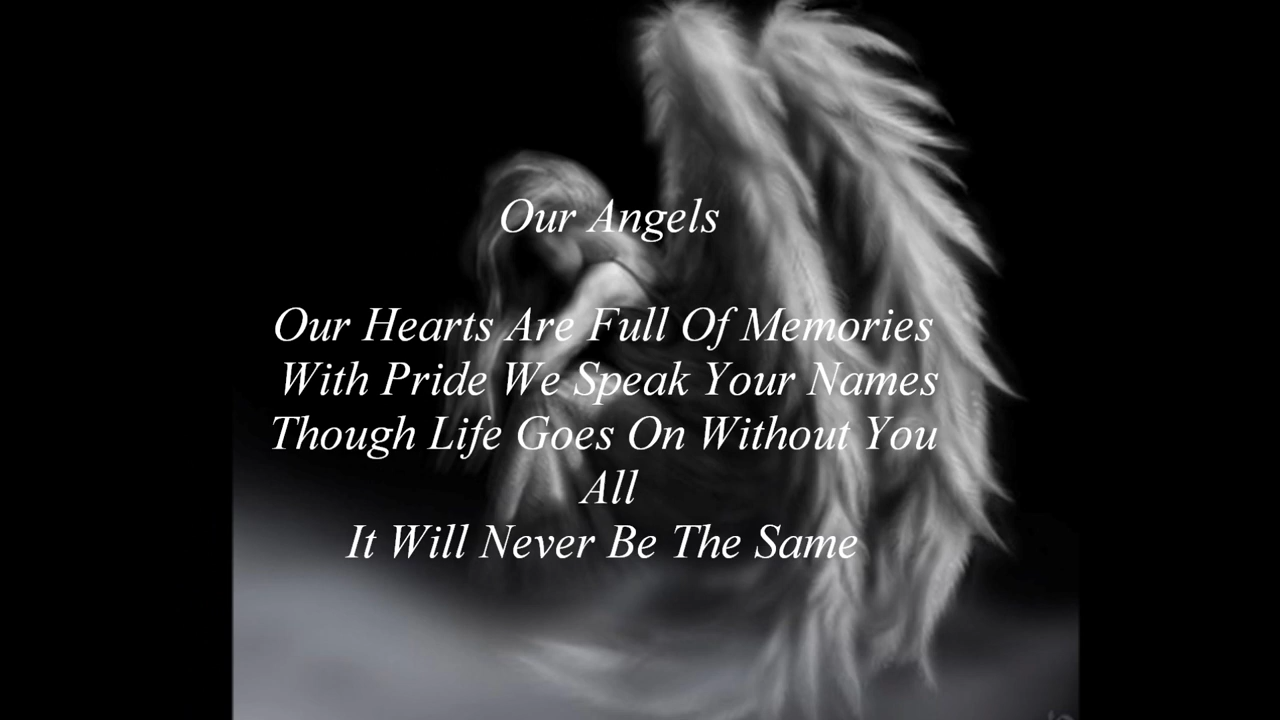 Our Angels
Our Hearts Are Full Of Memories
With Pride We Speak Your Names
Though Life Goes On Without You
All
It Will Never Be The Same